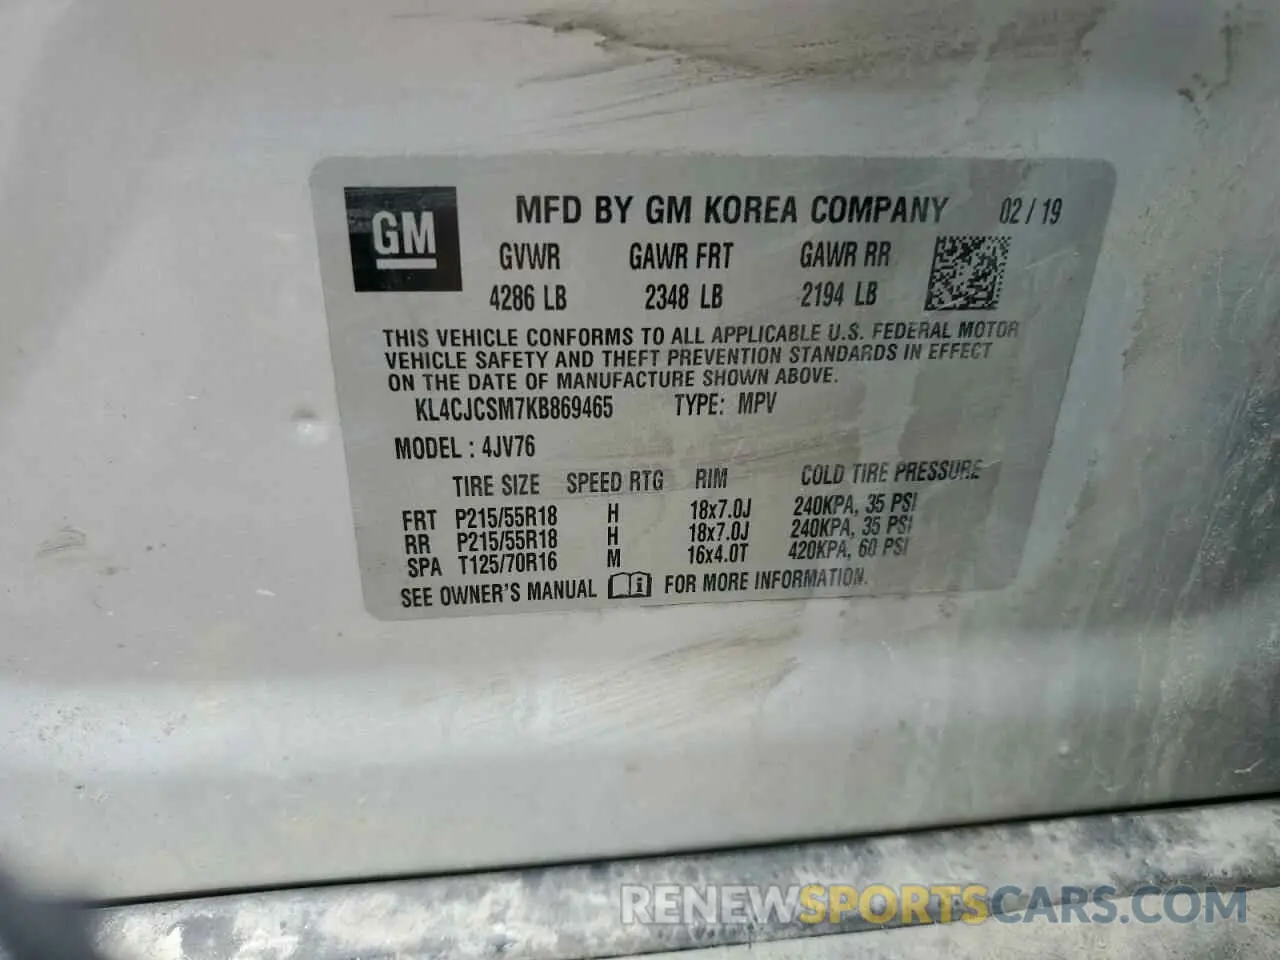 GM
MFD BY GM KOREA COMPANY 02 / 19
GVWR GAWR FRT GAWR RR
4286 LB 2348 LB 2194 LB
THIS VEHICLE CONFORMS TO ALL APPLICABLE U.S. FEDERAL MOTOR
VEHICLE SAFETY AND THEFT PREVENTION STANDARDS IN EFFECT
ON THE DATE OF MANUFACTURE SHOWN ABOVE.
KL4CJCSM7KB869465 TYPE: MPV
MODEL : 4JV76
TIRE SIZE SPEED RTG RIM COLD TIRE PRESSURE
FRT P215/55R18 H 18x7.0J 240KPA, 35 PSI
RR P215/55R18 H 18x7.0J 240KPA, 35 PSI
SPA T125/70R16 M 16x4.0T 420KPA, 60 PSI
SEE OWNER'S MANUAL i FOR MORE INFORMATION.
RENEWSPORTSCARS.COM